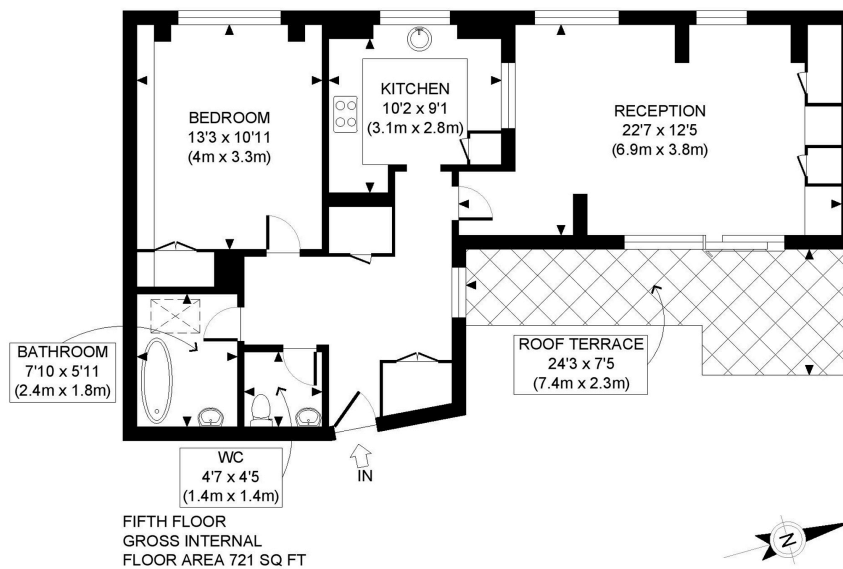 BEDROOM
13'3 x 10'11
(4m x 3.3m)
KITCHEN
10'2 x 9'1
(3.1m x 2.8m)
RECEPTION
22'7 x 12'5
(6.9m x 3.8m)
BATHROOM
7'10 x 5'11
(2.4m x 1.8m)
ROOF TERRACE
24'3 x 7'5
(7.4m x 2.3m)
WC
4'7 x 4'5
(1.4m x 1.4m)
IN
FIFTH FLOOR
GROSS INTERNAL
FLOOR AREA 721 SQ FT
N